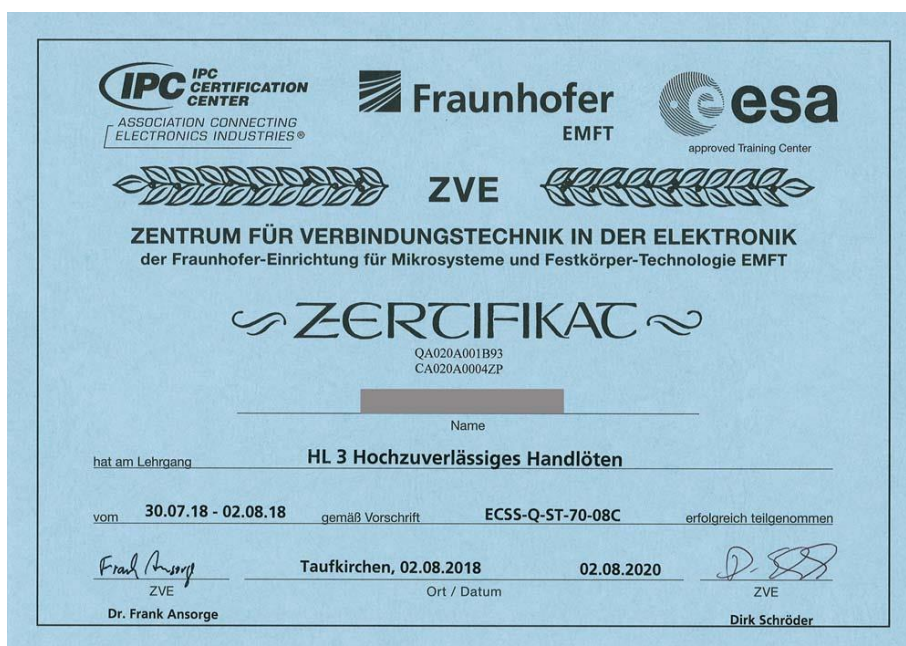 IPC IPC CERTIFICATION CENTER
ASSOCIATION CONNECTING
ELECTRONICS INDUSTRIES®
Fraunhofer
EMFT
esa
approved Training Center
ZVE
ZENTRUM FÜR VERBINDUNGSTECHNIK IN DER ELEKTRONIK
der Fraunhofer-Einrichtung für Mikrosysteme und Festkörper-Technologie EMFT
ZERTIFIKAT
QA020A001B93
CA020A0004ZP
Name
hat am Lehrgang HL 3 Hochzuverlässiges Handlöten
vom 30.07.18 - 02.08.18 gemäß Vorschrift ECSS-Q-ST-70-08C erfolgreich teilgenommen
Frank Ansorge
Taufkirchen, 02.08.2018 02.08.2020
ZVE Ort / Datum ZVE
Dr. Frank Ansorge Dirk Schröder